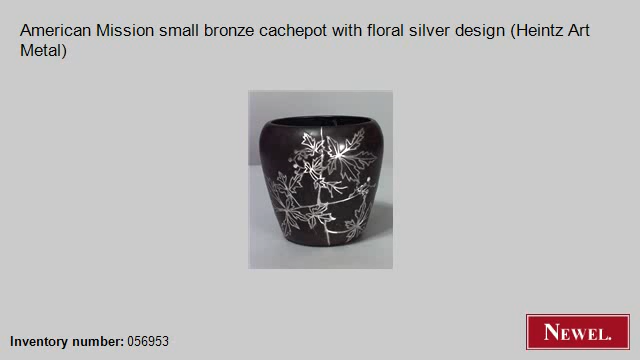 American Mission small bronze cachepot with floral silver design (Heintz Art
Metal)
Inventory number: 056953
NEWEL.